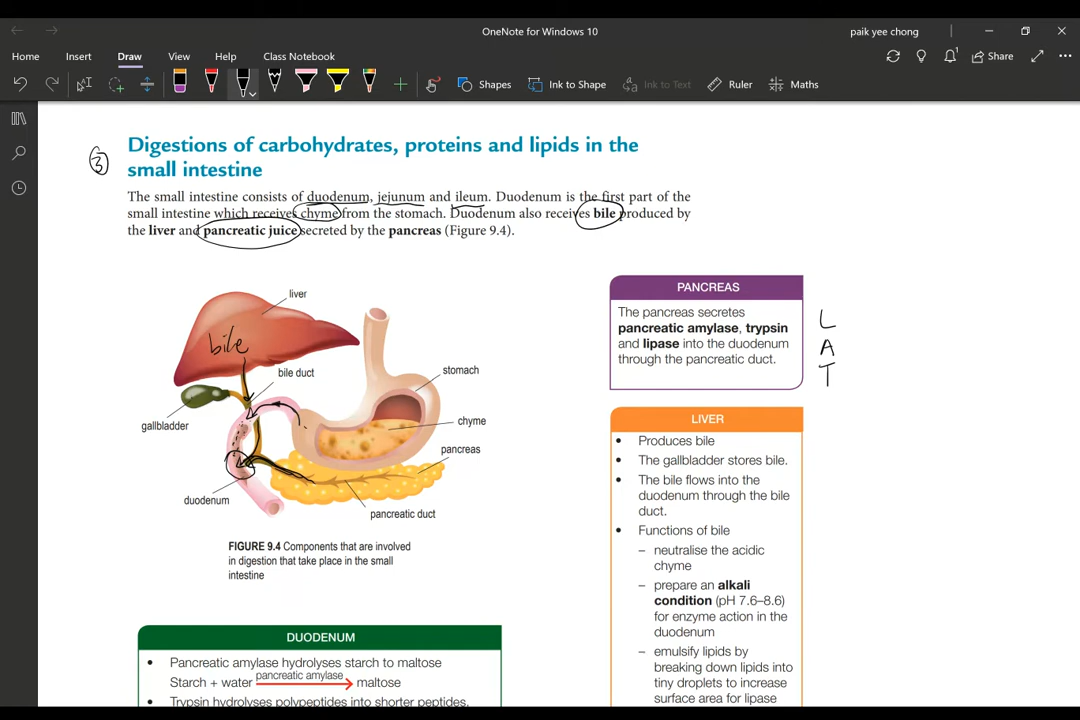 OneNote for Windows 10
paik yee chong
Home
Insert
Draw
View
Help
Class Notebook
1
Share
Shapes
Ink to Shape
Ink to Text
Ruler
Maths
3
Digestions of carbohydrates, proteins and lipids in the
small intestine
The small intestine consists of duodenum, jejunum and ileum. Duodenum is the first part of the
small intestine which receives chyme from the stomach. Duodenum also receives bile produced by
the liver and pancreatic juice secreted by the pancreas (Figure 9.4).
liver
bile
bile duct
stomach
gallbladder
chyme
pancreas
duodenum
pancreatic duct
FIGURE 9.4 Components that are involved
in digestion that take place in the small
intestine
PANCREAS
The pancreas secretes
pancreatic amylase, trypsin
and lipase into the duodenum
through the pancreatic duct.
L
A
T
LIVER
• Produces bile
• The gallbladder stores bile.
• The bile flows into the
duodenum through the bile
duct.
• Functions of bile
– neutralise the acidic
chyme
– prepare an alkali
condition (pH 7.6–8.6)
for enzyme action in the
duodenum
– emulsify lipids by
breaking down lipids into
tiny droplets to increase
surface area for lipase
DUODENUM
• Pancreatic amylase hydrolyses starch to maltose
pancreatic amylase
Starch + water → maltose
• Trypsin hydrolyses polypeptides into shorter peptides.